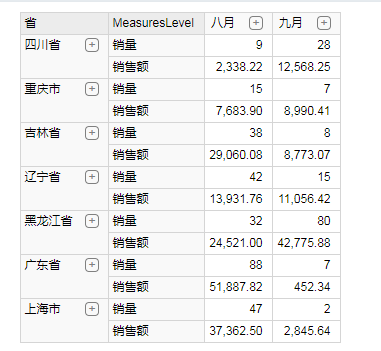 省 MeasuresLevel 八月 九月
四川省 销量 9 28
销售额 2,338.22 12,568.25
重庆市 销量 15 7
销售额 7,683.90 8,990.41
吉林省 销量 38 8
销售额 29,060.08 8,773.07
辽宁省 销量 42 15
销售额 13,931.76 11,056.42
黑龙江省 销量 32 80
销售额 24,521.00 42,775.88
广东省 销量 88 7
销售额 51,887.82 452.34
上海市 销量 47 2
销售额 37,362.50 2,845.64